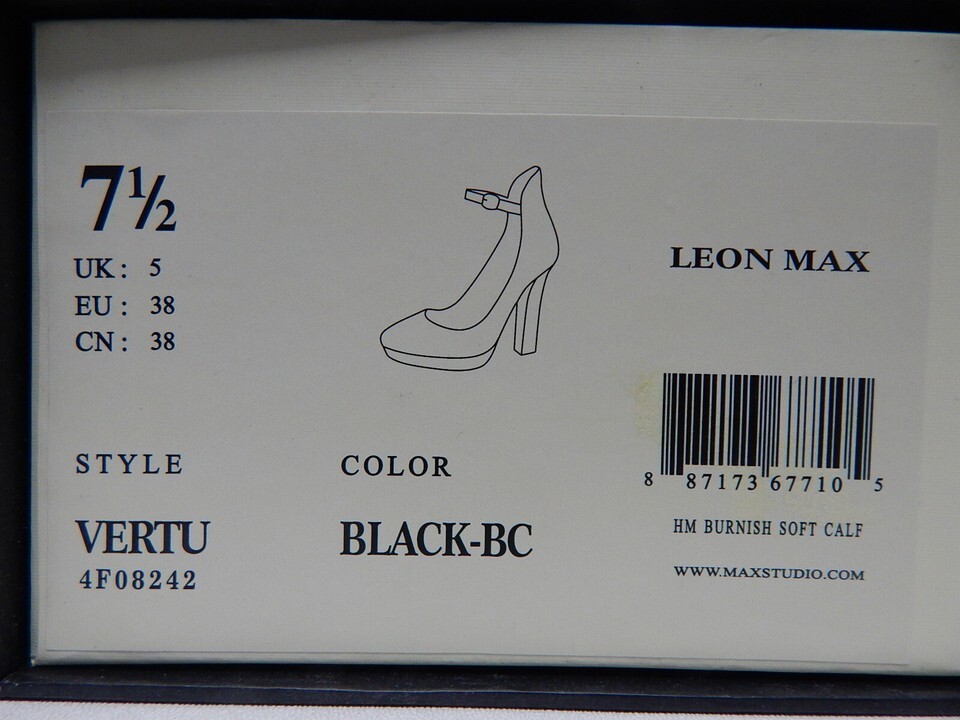 7½
UK: 5
EU: 38
CN: 38
STYLE
VERTU
4F08242
COLOR
BLACK-BC
LEON MAX
8 87173 67710 5
HM BURNISH SOFT CALF
WWW.MAXSTUDIO.COM